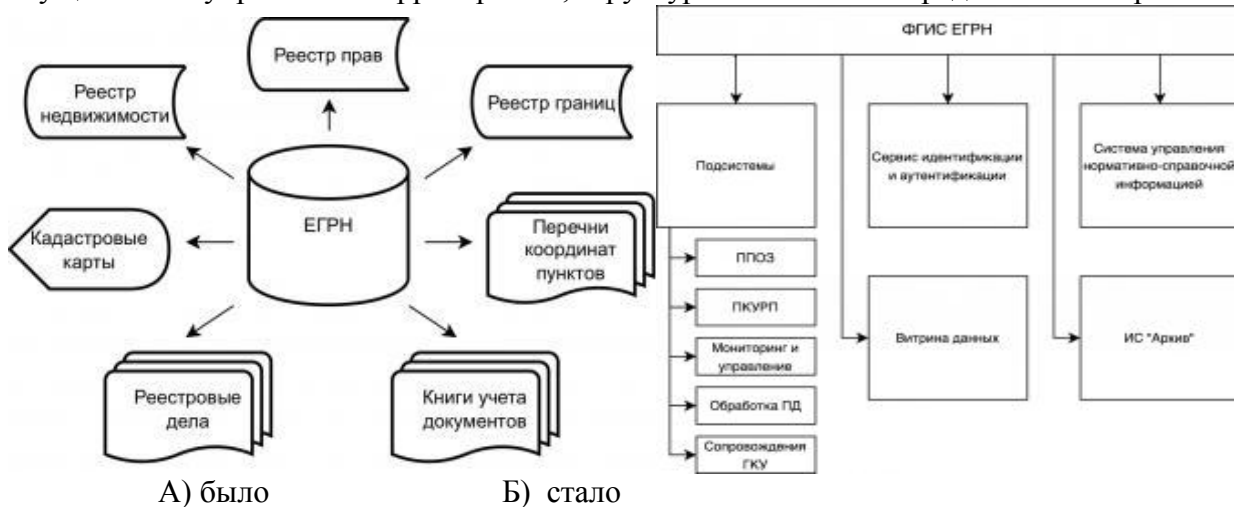 ФГИС ЕГРН
Реестр прав
Реестр
недвижимости
Реестр границ
ЕГРН
Кадастровые
карты
Перечни
координат
пунктов
Реестровые
дела
Книги учета
документов
Подсистемы
Сервис идентификации
и аутентификации
Система управления
нормативно-справочной
информацией
ППОЗ
ПКУРП
Мониторинг и
управление
Обработка ПД
Сопровождения
ГКУ
Витрина данных
ИС "Архив"
А) было
Б) стало